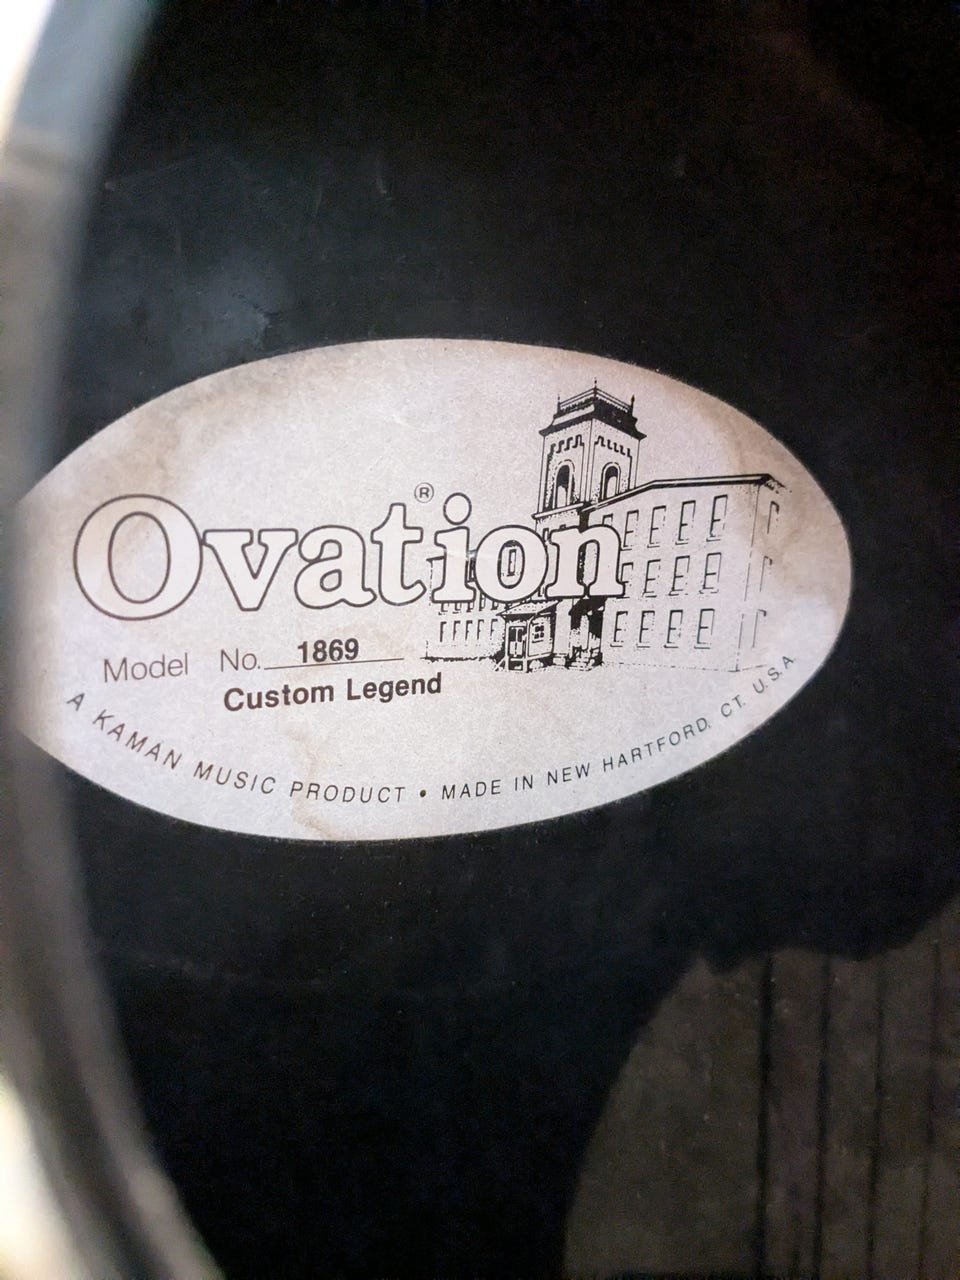 Ovation®
Model No. 1869
Custom Legend
A KAMAN MUSIC PRODUCT • MADE IN NEW HARTFORD, CT. U.S.A